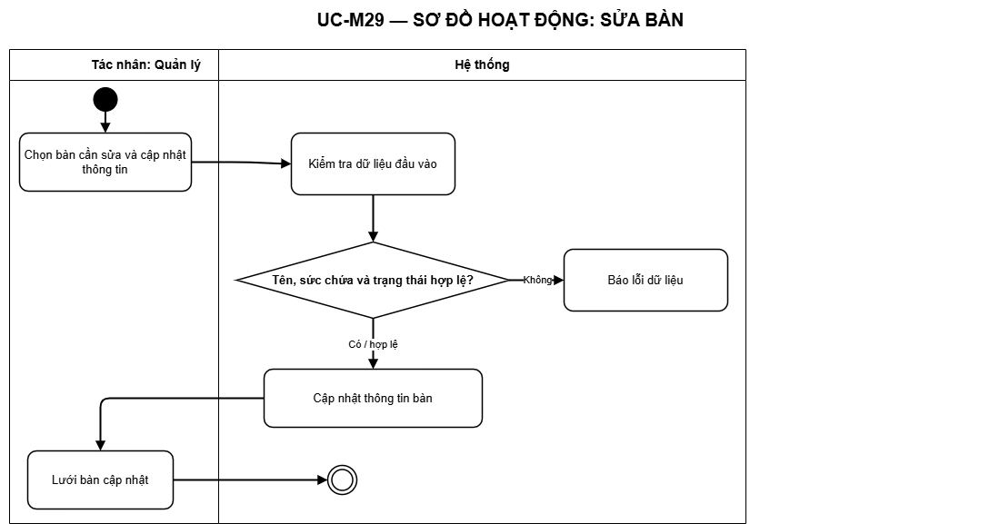 UC-M29 — SƠ ĐỒ HOẠT ĐỘNG: SỬA BÀN
Tác nhân: Quản lý
Hệ thống
Chọn bàn cần sửa và cập nhật
thông tin
Kiểm tra dữ liệu đầu vào
Tên, sức chứa và trạng thái hợp lệ?
Không
Báo lỗi dữ liệu
Có / hợp lệ
Cập nhật thông tin bàn
Lưới bàn cập nhật